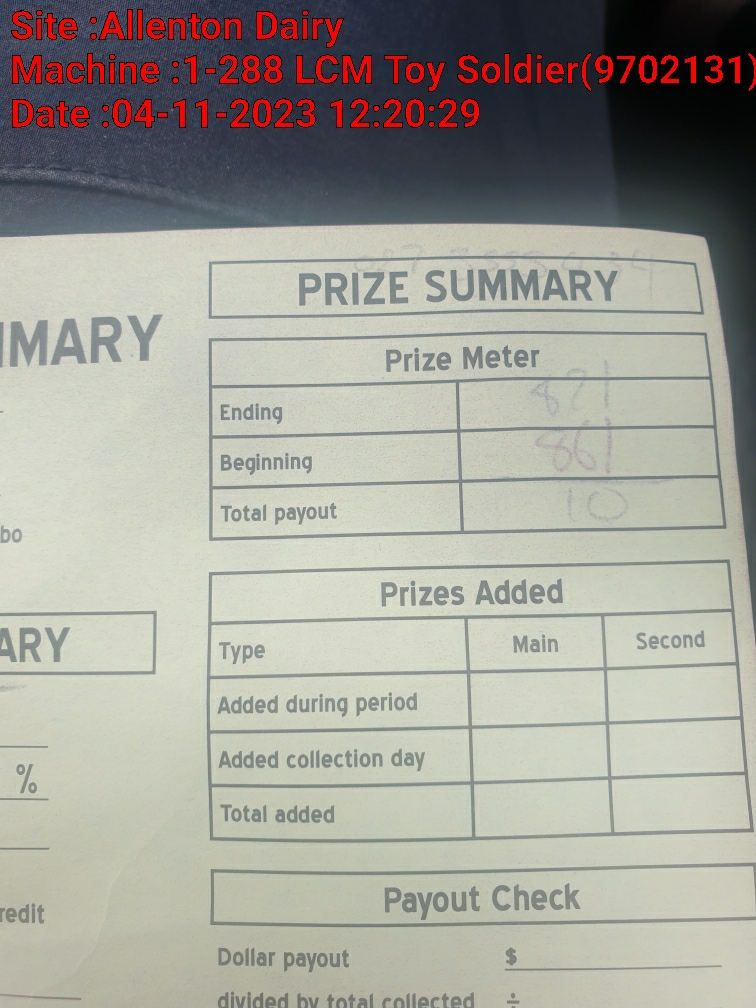 Site :Allenton Dairy
Machine :1-288 LCM Toy Soldier(9702131)
Date :04-11-2023 12:20:29
MMARY
PRIZE SUMMARY
Prize Meter
Ending 871
Beginning 861
Total payout 10
bo
Prizes Added
ARY
Type Main Second
Added during period
%
Added collection day
Total added
redit
Payout Check
Dollar payout $
divided by total collected ÷